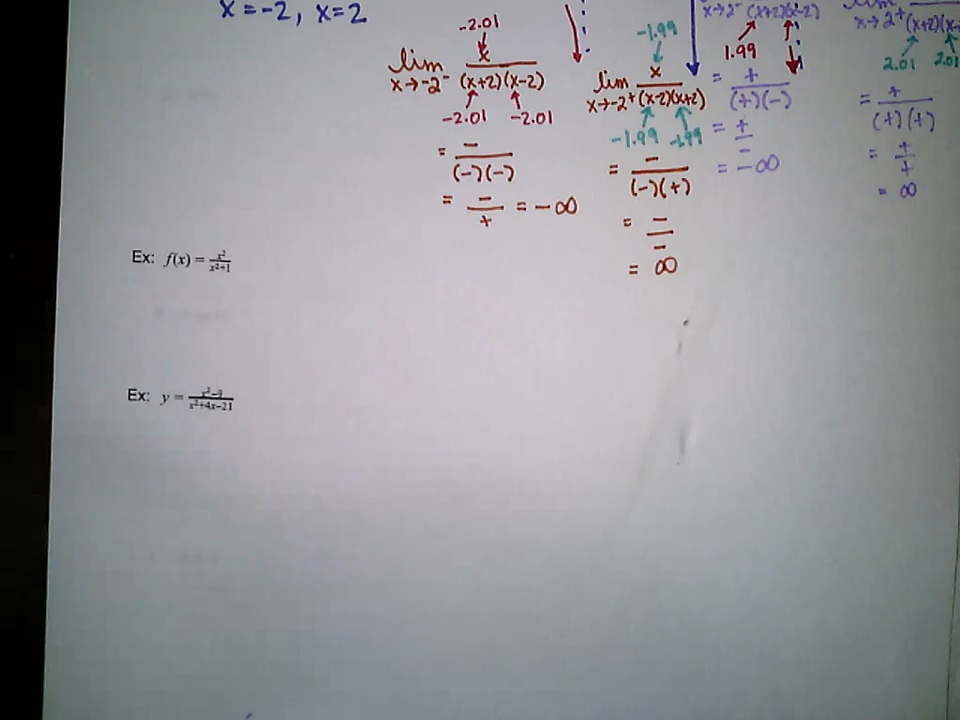 x = -2, x = 2
-2.01
lim x→-2⁻ x/((x+2)(x-2))
-2.01 -2.01
= -/((-)(-))
= -/+ = -∞
-1.99
lim x→-2⁺ x/((x-2)(x+2))
-1.99 -1.99
= -/((-)(+))
= -/-
= ∞
x→2⁻ (x+2)(x-2)
1.99
= +/((+)(-))
= +/-
= -∞
x→2⁺ (x+2)(x-
2.01 2.01
= +/((+)(+))
= +/+
= ∞
Ex: f(x) = x²/(x²+1)
Ex: y = (x²-9)/(x²+4x-21)